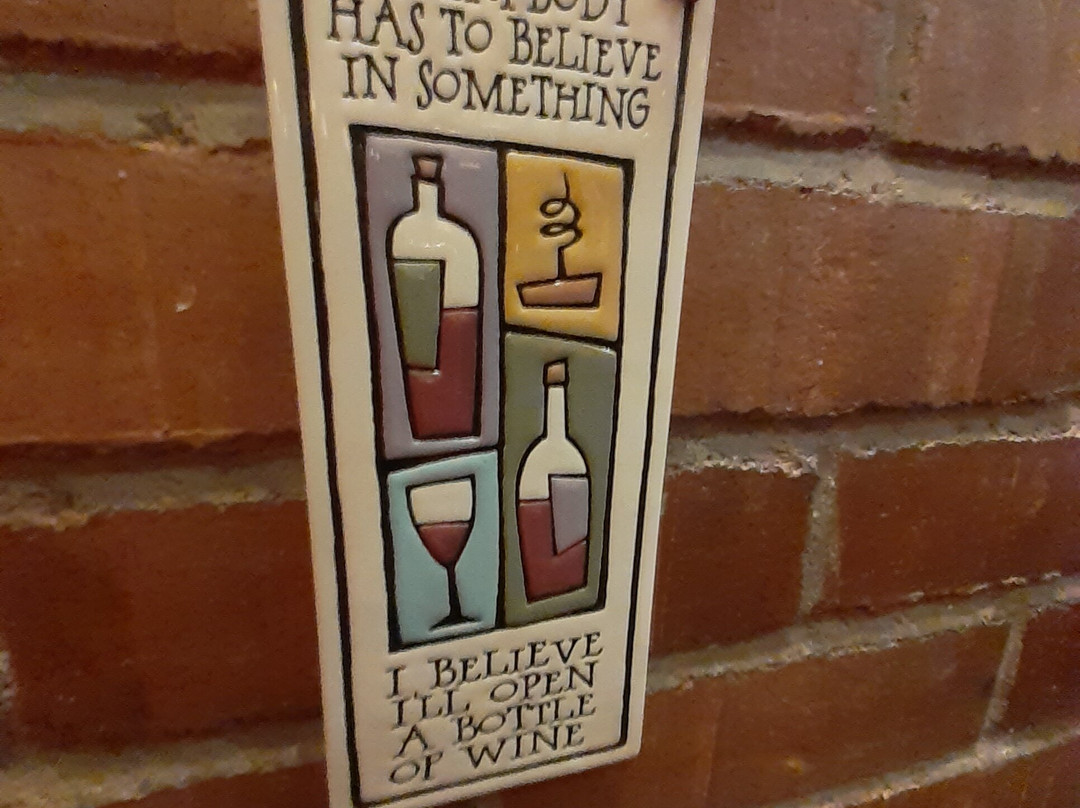 HAS TO BELIEVE
IN SOMETHING
I BELIEVE
I'LL OPEN
A BOTTLE
OF WINE